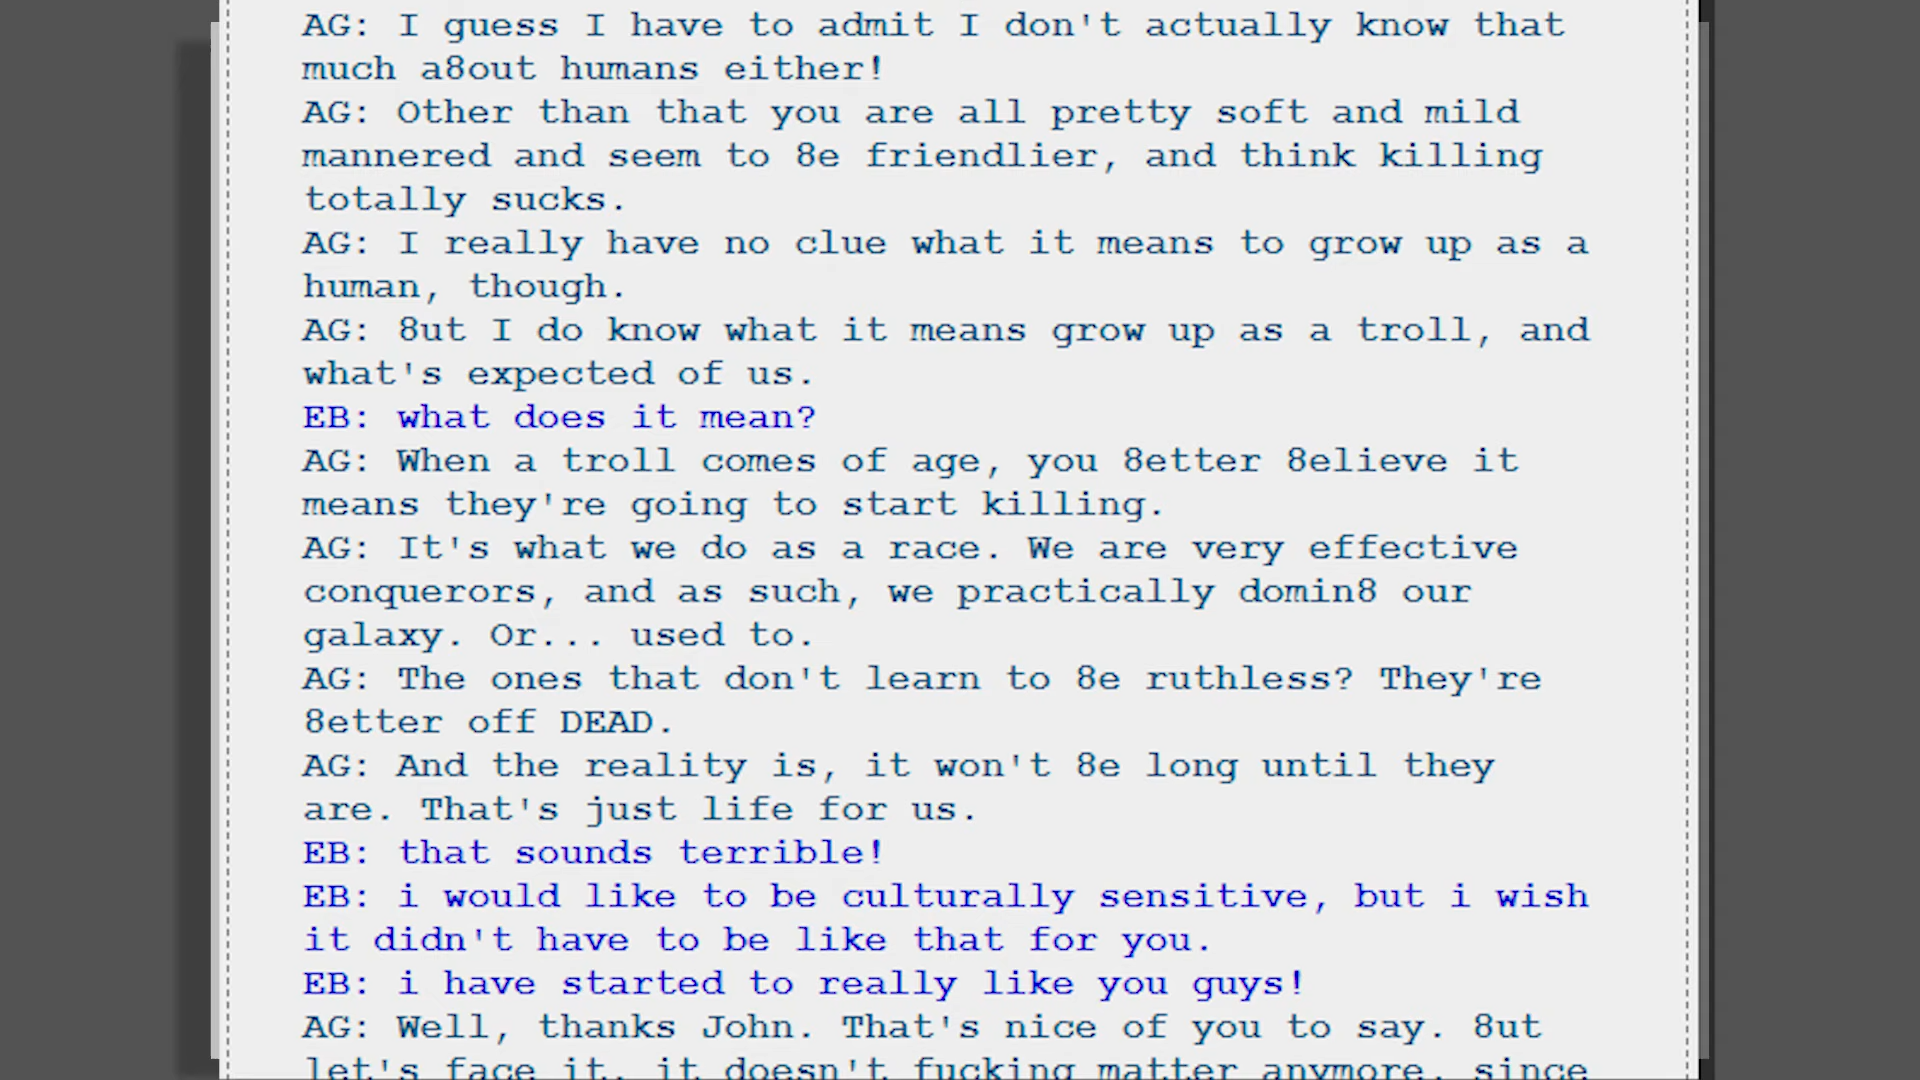 AG: I guess I have to admit I don't actually know that
much a8out humans either!
AG: Other than that you are all pretty soft and mild
mannered and seem to 8e friendlier, and think killing
totally sucks.
AG: I really have no clue what it means to grow up as a
human, though.
AG: 8ut I do know what it means grow up as a troll, and
what's expected of us.
EB: what does it mean?
AG: When a troll comes of age, you 8etter 8elieve it
means they're going to start killing.
AG: It's what we do as a race. We are very effective
conquerors, and as such, we practically domin8 our
galaxy. Or... used to.
AG: The ones that don't learn to 8e ruthless? They're
8etter off DEAD.
AG: And the reality is, it won't 8e long until they
are. That's just life for us.
EB: that sounds terrible!
EB: i would like to be culturally sensitive, but i wish
it didn't have to be like that for you.
EB: i have started to really like you guys!
AG: Well, thanks John. That's nice of you to say. 8ut
let's face it, it doesn't fucking matter anymore, since